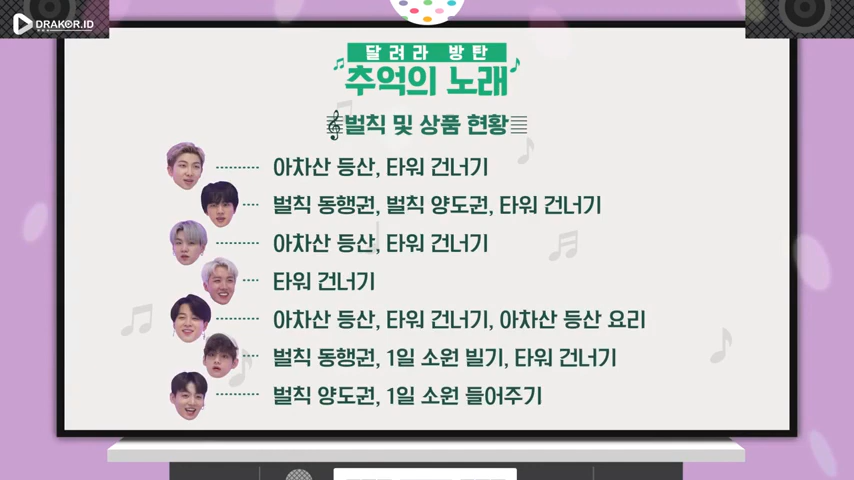 DRAKOR.ID
달려라 방탄
추억의 노래
벌칙 및 상품 현황
아차산 등산, 타워 건너기
벌칙 동행권, 벌칙 양도권, 타워 건너기
아차산 등산, 타워 건너기
타워 건너기
아차산 등산, 타워 건너기, 아차산 등산 요리
벌칙 동행권, 1일 소원 빌기, 타워 건너기
벌칙 양도권, 1일 소원 들어주기